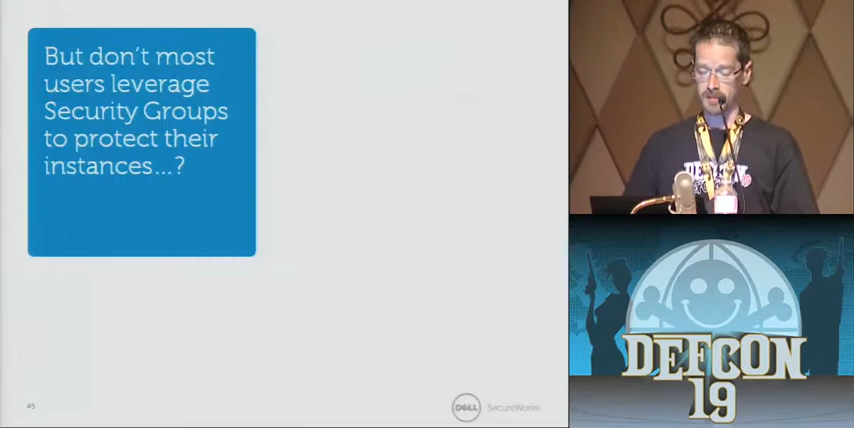 But don't most
users leverage
Security Groups
to protect their
instances...?
45
DELL
SecureWorks
DEFCON
19